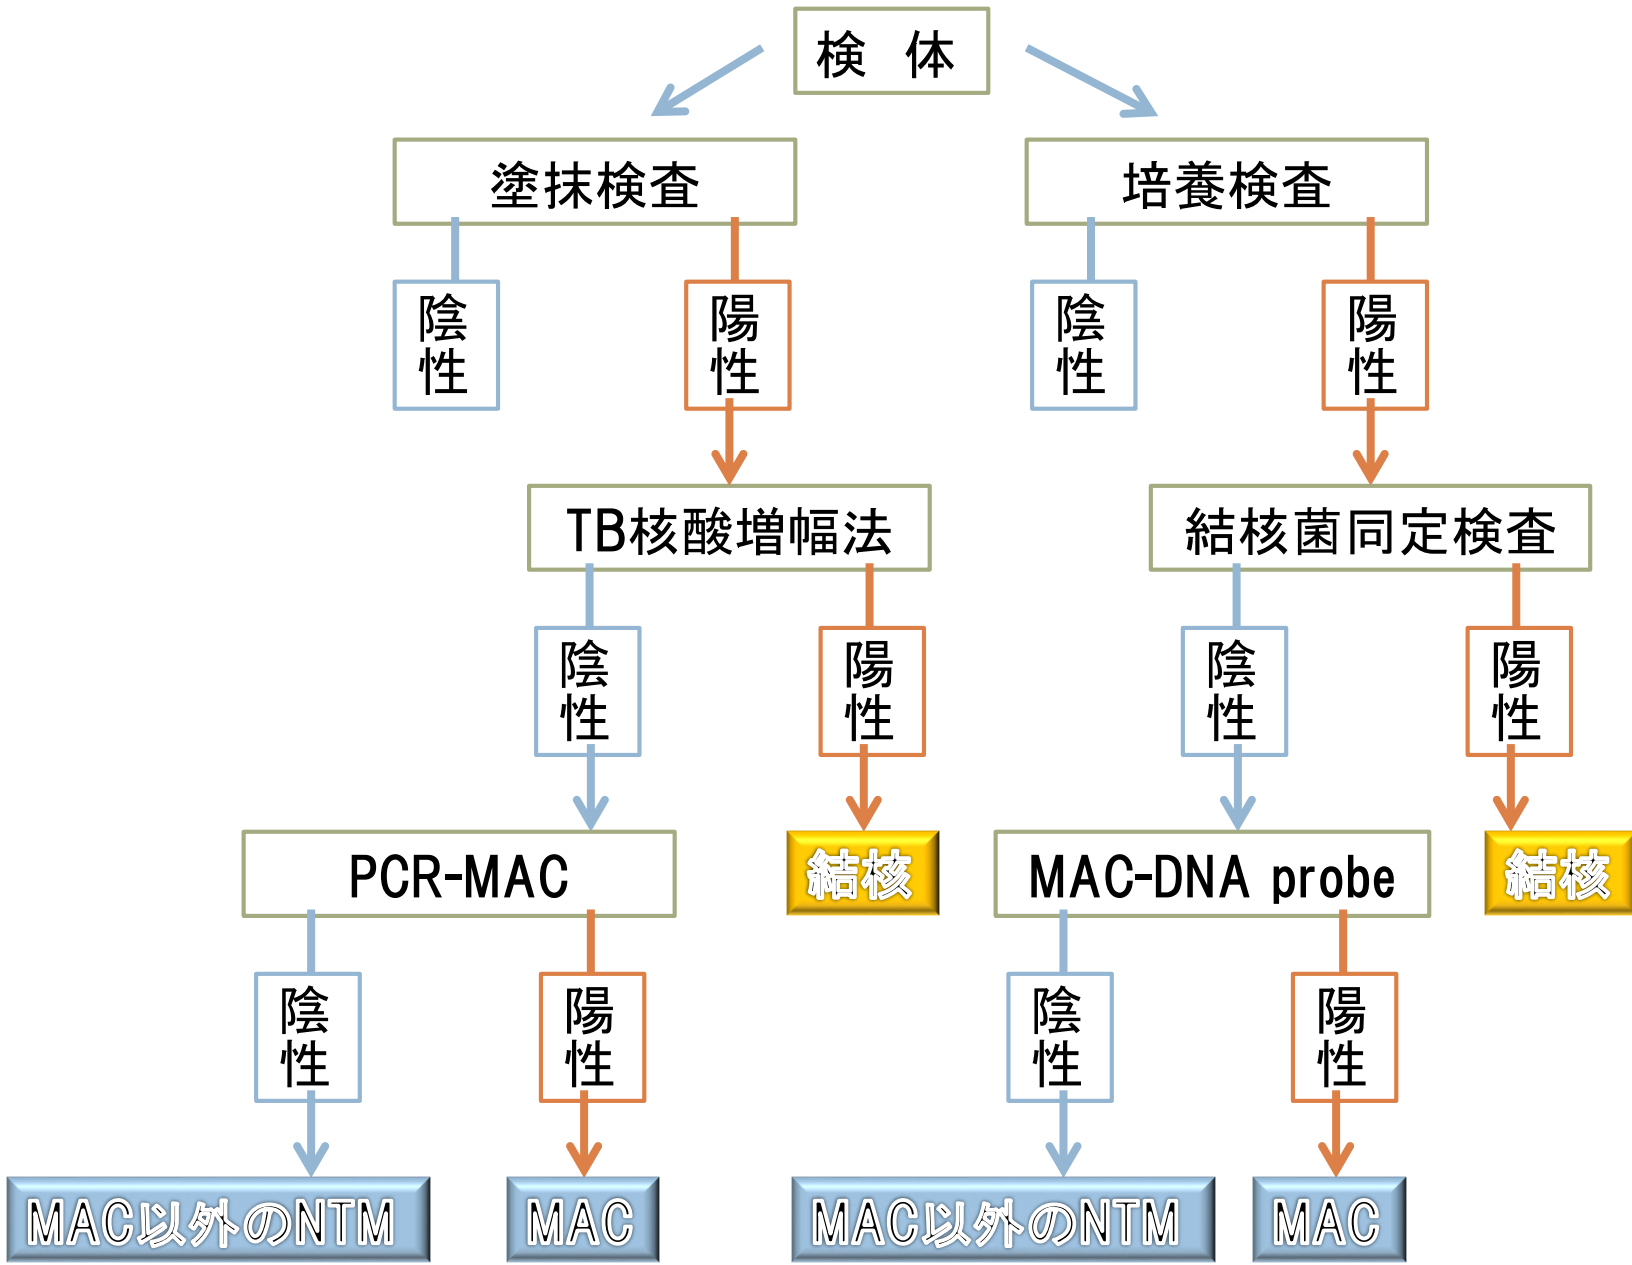 検　体
塗抹検査
培養検査
陰性
陽性
陰性
陽性
TB核酸増幅法
結核菌同定検査
陰性
陽性
陰性
陽性
PCR-MAC
結核
MAC-DNA probe
結核
陰性
陽性
陰性
陽性
MAC以外のNTM
MAC
MAC以外のNTM
MAC